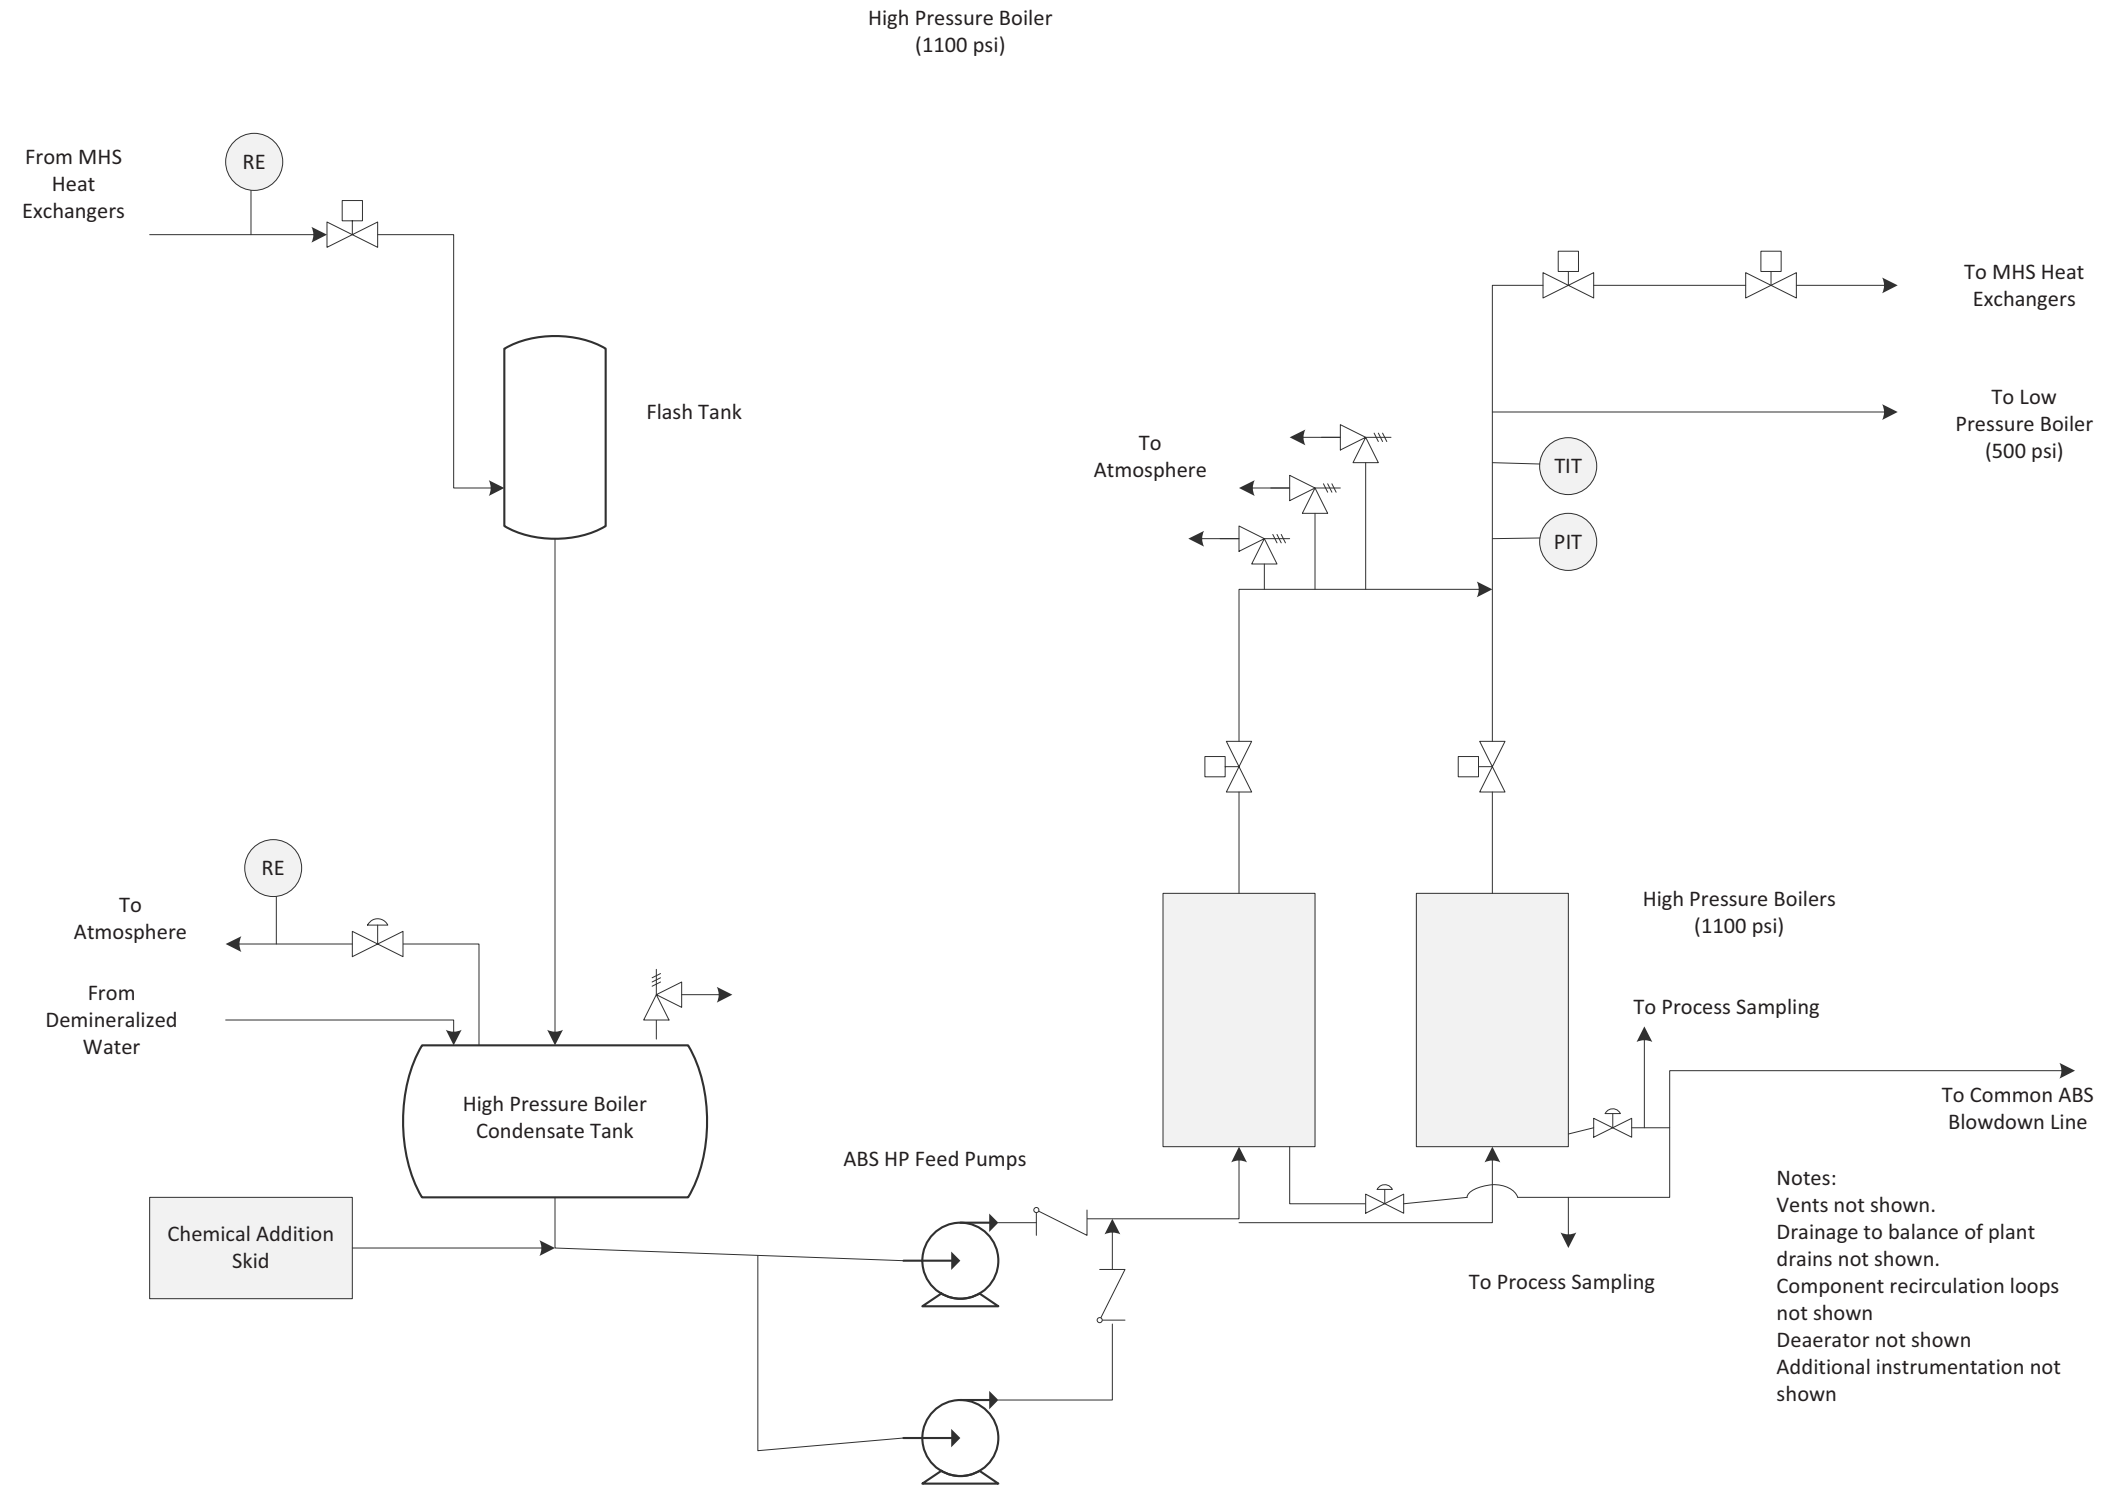 High Pressure Boiler
(1100 psi)
From MHS
Heat
Exchangers
RE
To MHS Heat
Exchangers
Flash Tank
To Low
Pressure Boiler
(500 psi)
To
Atmosphere
TIT
PIT
RE
To
Atmosphere
From
Demineralized
Water
High Pressure Boilers
(1100 psi)
To Process Sampling
High Pressure Boiler
Condensate Tank
To Common ABS
Blowdown Line
ABS HP Feed Pumps
Chemical Addition
Skid
To Process Sampling
Notes:
Vents not shown.
Drainage to balance of plant
drains not shown.
Component recirculation loops
not shown
Deaerator not shown
Additional instrumentation not
shown